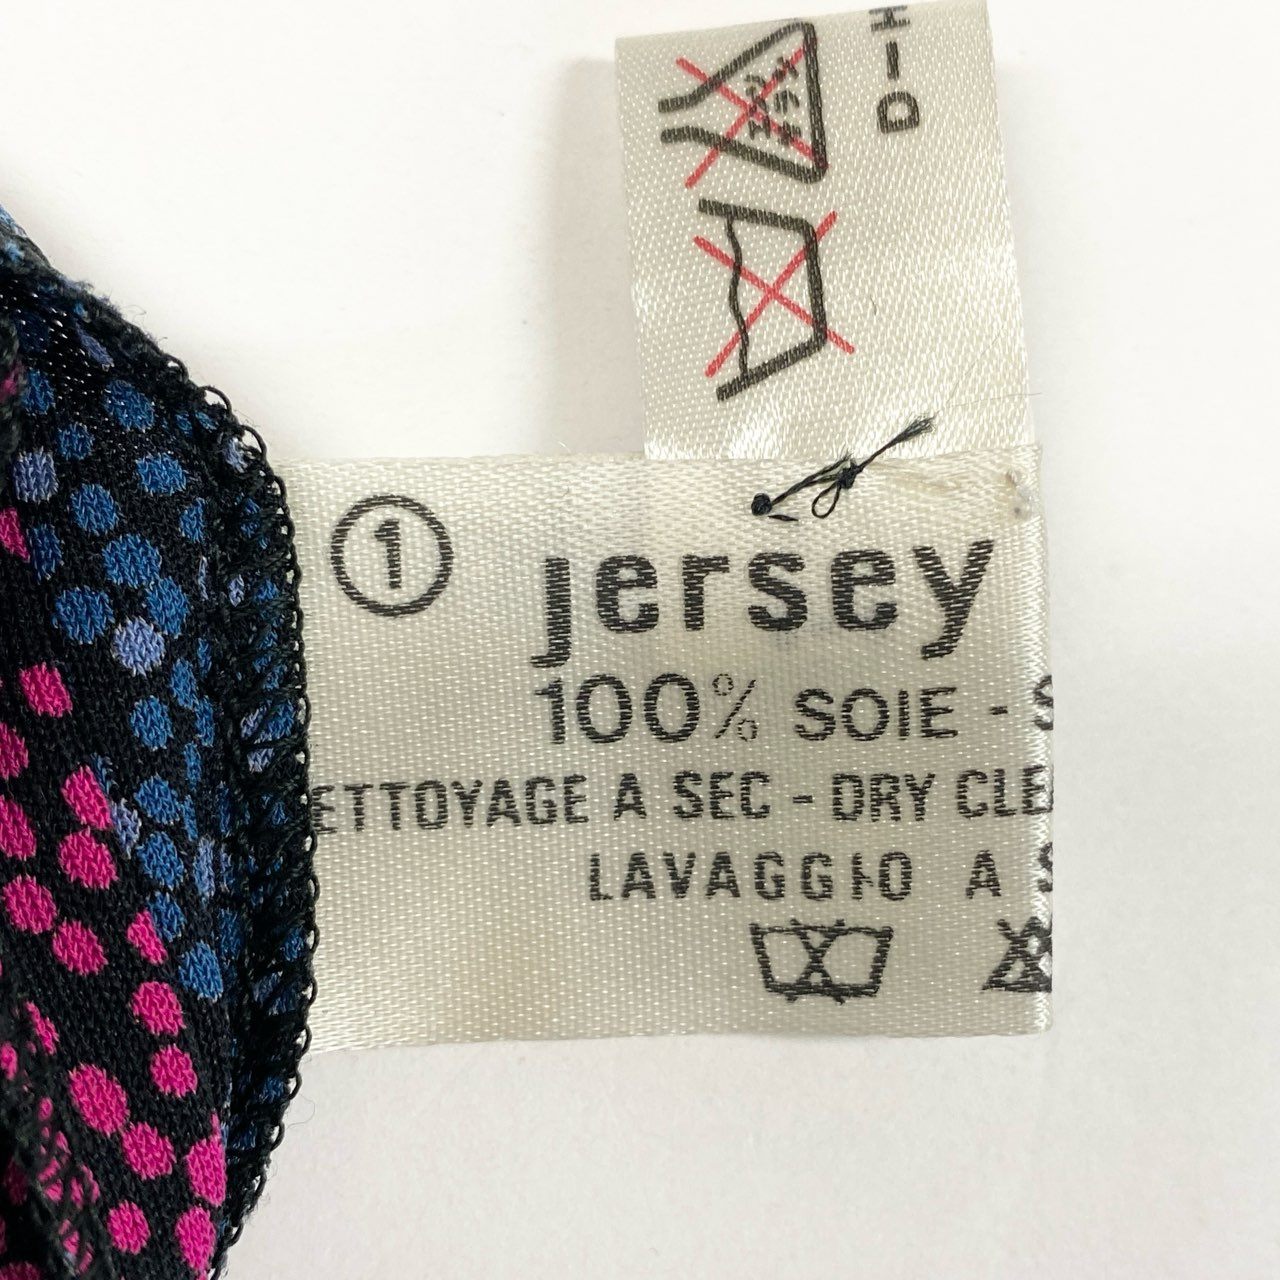 D-H
1
jersey
100% SOIE -
ETTOYAGE A SEC - DRY CLE
LAVAGGIO A S